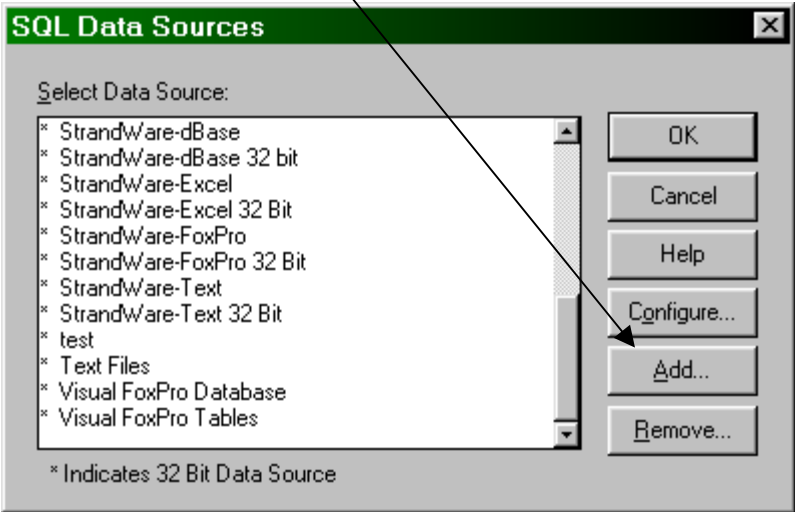 SQL Data Sources
Select Data Source:
* StrandWare-dBase
* StrandWare-dBase 32 bit
* StrandWare-Excel
* StrandWare-Excel 32 Bit
* StrandWare-FoxPro
* StrandWare-FoxPro 32 Bit
* StrandWare-Text
* StrandWare-Text 32 Bit
* test
* Text Files
* Visual FoxPro Database
* Visual FoxPro Tables
* Indicates 32 Bit Data Source
OK
Cancel
Help
Configure...
Add...
Remove...